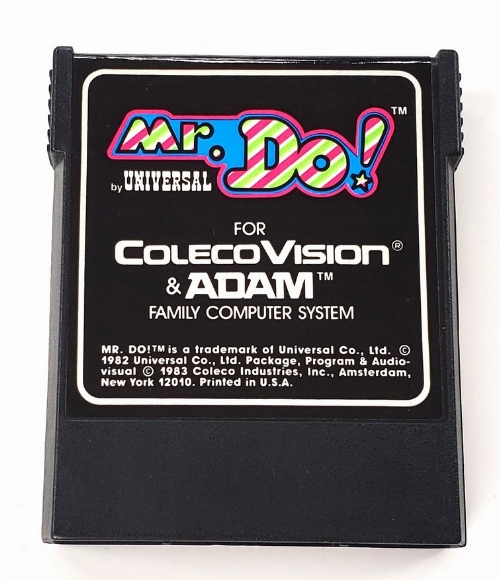 Mr. Do! ™
by UNIVERSAL
FOR
COLECOVISION®
& ADAM™
FAMILY COMPUTER SYSTEM
MR. DO!™ is a trademark of Universal Co., Ltd. ©
1982 Universal Co., Ltd. Package, Program & Audio-
visual © 1983 Coleco Industries, Inc., Amsterdam,
New York 12010. Printed in U.S.A.